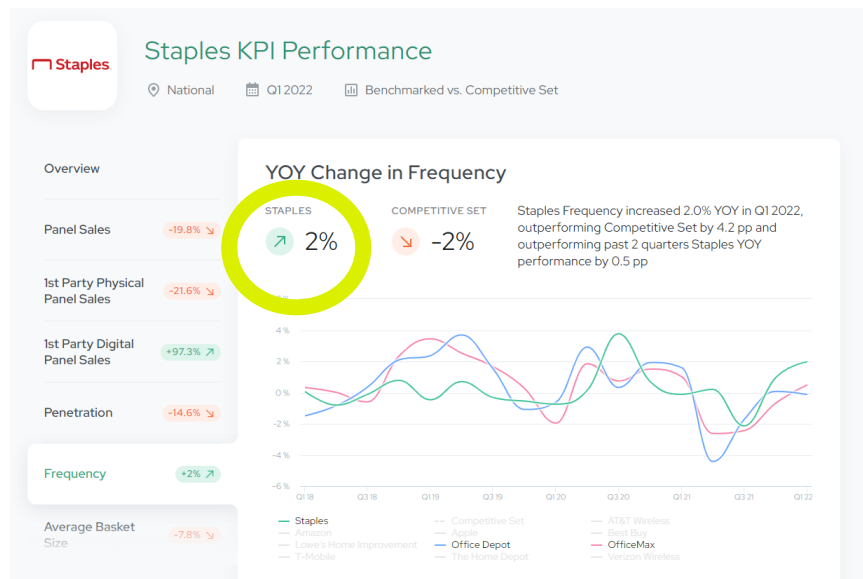 Staples
Staples KPI Performance
National
Q1 2022
Benchmarked vs. Competitive Set
Overview
Panel Sales
-19.8%
1st Party Physical
Panel Sales
-21.6%
1st Party Digital
Panel Sales
+97.3%
Penetration
-14.6%
Frequency
+2%
Average Basket
Size
-7.8%
YOY Change in Frequency
STAPLES
2%
COMPETITIVE SET
-2%
Staples Frequency increased 2.0% YOY in Q1 2022,
outperforming Competitive Set by 4.2 pp and
outperforming past 2 quarters Staples YOY
performance by 0.5 pp
4%
2%
0%
-2%
-4%
-6%
Q1 18
Q3 18
Q1 19
Q3 19
Q1 20
Q3 20
Q1 21
Q3 21
Q1 22
Staples
Competitive Set
AT&T Wireless
Amazon
Apple
Best Buy
Lowe's Home Improvement
Office Depot
OfficeMax
T-Mobile
The Home Depot
Verizon Wireless